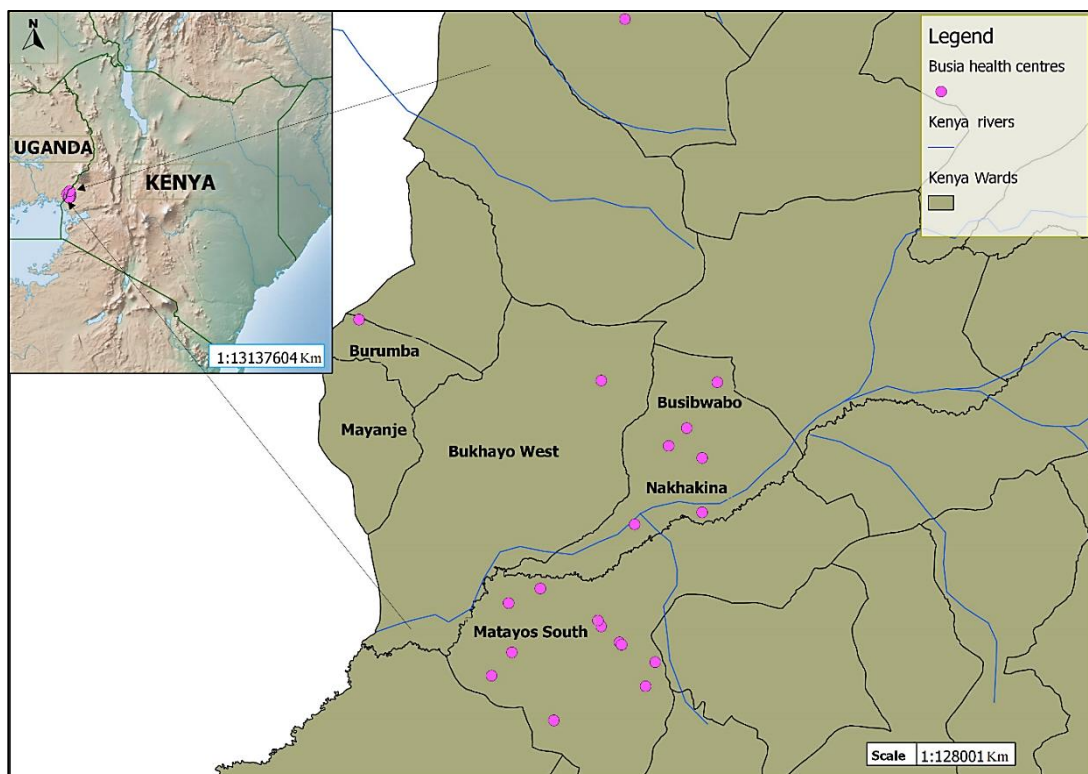 N
UGANDA
KENYA
1:13137604 Km
Legend
Busia health centres
Kenya rivers
Kenya Wards
Burumba
Mayanje
Bukhayo West
Busibwabo
Nakhakina
Matayos South
Scale 1:128001 Km